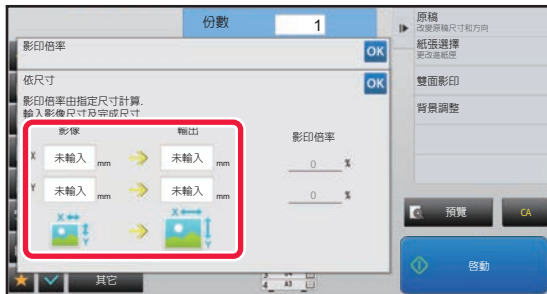 份數 1
原稿
改變原稿尺寸和方向
影印倍率 OK
紙張選擇
更改進紙匣
依尺寸 OK
雙面影印
影印倍率由指定尺寸計算.
輸入影像尺寸及完成尺寸
背景調整
影像 輸出
影印倍率
X 未輸入 mm 未輸入 mm 0 %
Y 未輸入 mm 未輸入 mm 0 %
X X
Y Y
預覽 CA
其它
啓動
4 A3